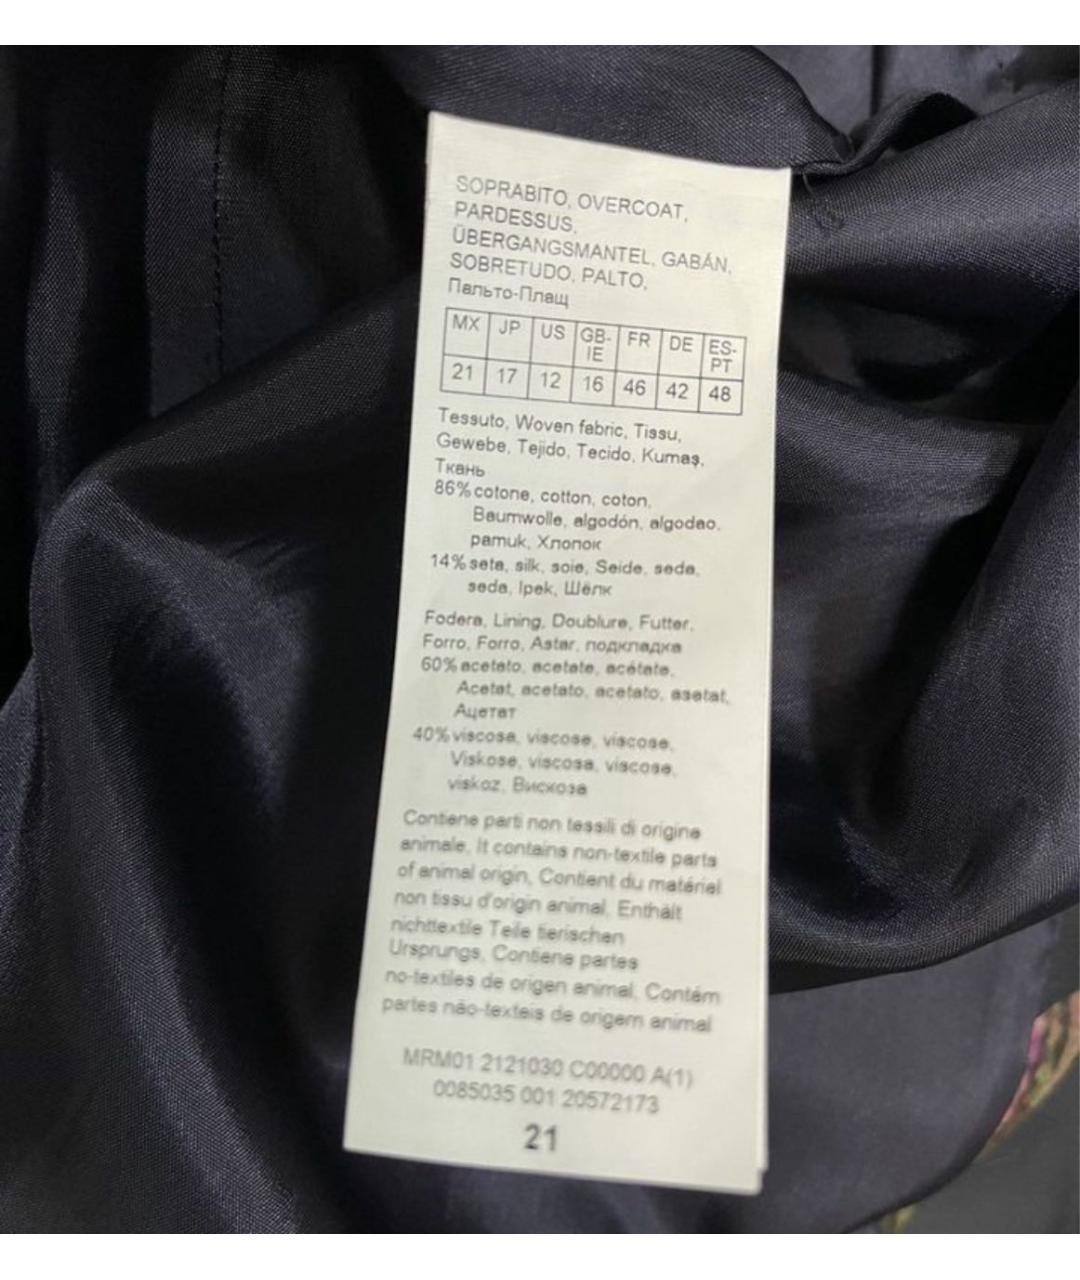 SOPRABITO, OVERCOAT,
PARDESSUS,
ÜBERGANGSMANTEL, GABÁN,
SOBRETUDO, PALTO,
Пальто-Плащ
MX JP US GB-IE FR DE ES-PT
21 17 12 16 46 42 48
Tessuto, Woven fabric, Tissu,
Gewebe, Tejido, Tecido, Kumaş,
Ткань
86% cotone, cotton, coton,
Baumwolle, algodón, algodao,
pamuk, Хлопок
14% seta, silk, soie, Seide, seda,
seda, Ipek, Шёлк
Fodera, Lining, Doublure, Futter,
Forro, Forro, Astar, подкладка
60% acetato, acetate, acétate,
Acetat, acetato, acetato, asetat,
Ацетат
40% viscosa, viscose, viscose,
Viskose, viscosa, viscose,
viskoz, Вискоза
Contiene parti non tessili di origine
animale, It contains non-textile parts
of animal origin, Contient du matériel
non tissu d'origin animal, Enthält
nichttextile Teile tierischen
Ursprungs, Contiene partes
no-textiles de origen animal, Contém
partes não-texteis de origem animal
MRM01 2121030 C00000 A(1)
0085035 001 20572173
21